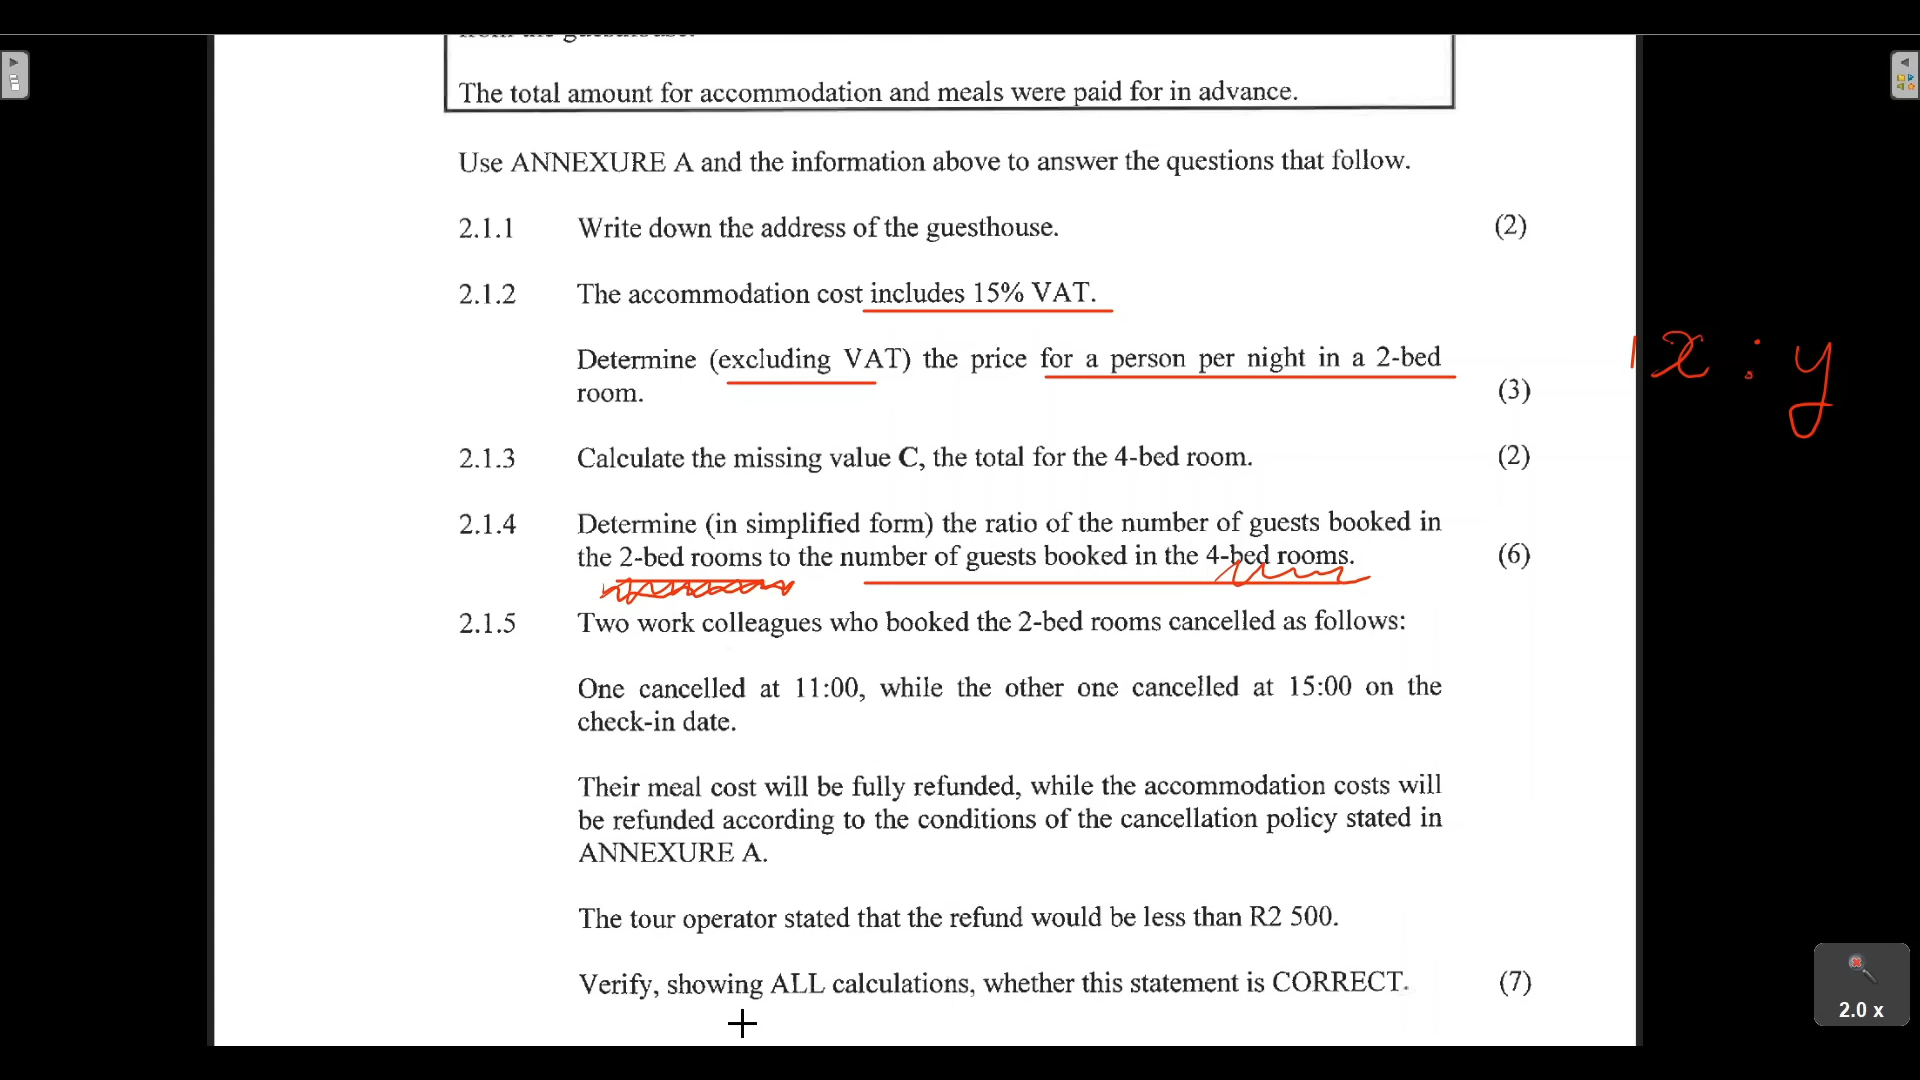 The total amount for accommodation and meals were paid for in advance.
Use ANNEXURE A and the information above to answer the questions that follow.
2.1.1 Write down the address of the guesthouse. (2)
2.1.2 The accommodation cost includes 15% VAT.
Determine (excluding VAT) the price for a person per night in a 2-bed
room. (3)
x : y
2.1.3 Calculate the missing value C, the total for the 4-bed room. (2)
2.1.4 Determine (in simplified form) the ratio of the number of guests booked in
the 2-bed rooms to the number of guests booked in the 4-bed rooms. (6)
2.1.5 Two work colleagues who booked the 2-bed rooms cancelled as follows:
One cancelled at 11:00, while the other one cancelled at 15:00 on the
check-in date.
Their meal cost will be fully refunded, while the accommodation costs will
be refunded according to the conditions of the cancellation policy stated in
ANNEXURE A.
The tour operator stated that the refund would be less than R2 500.
Verify, showing ALL calculations, whether this statement is CORRECT. (7)
2.0 x